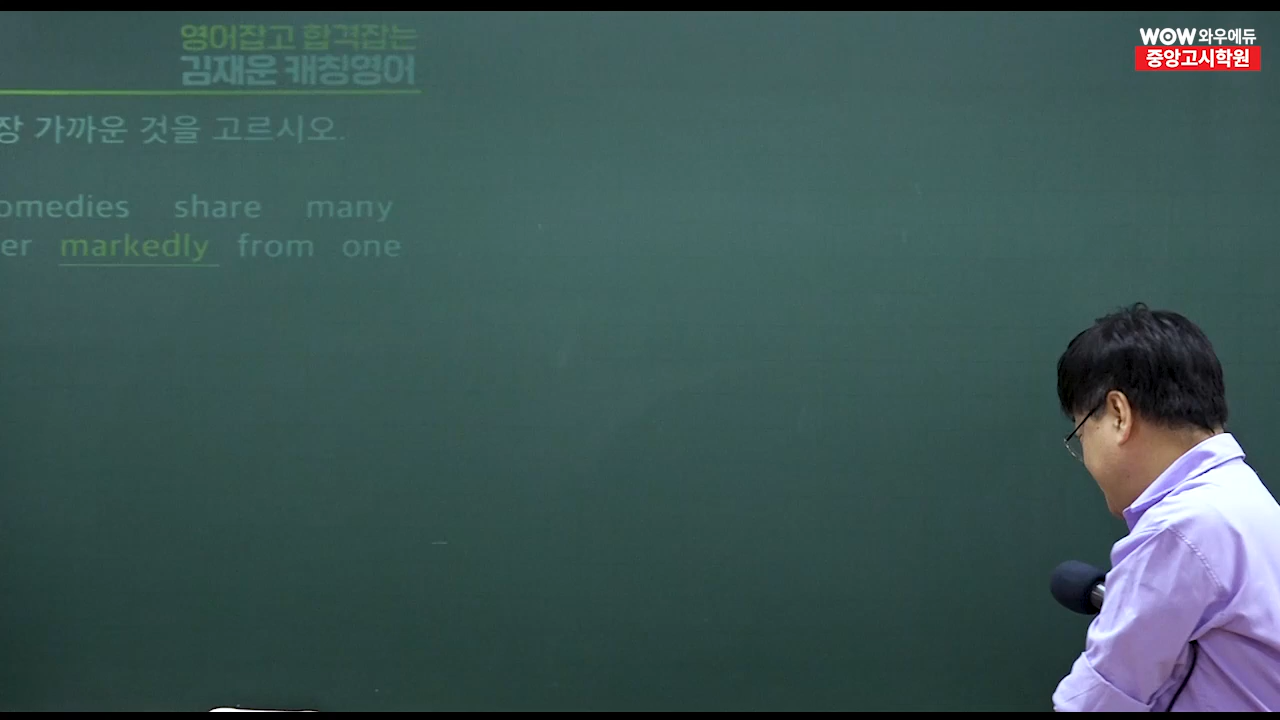 영어잡고 합격잡는
김재운 캐칭영어
WOW 와우에듀
중앙고시학원
장 가까운 것을 고르시오.
omedies share many
er markedly from one